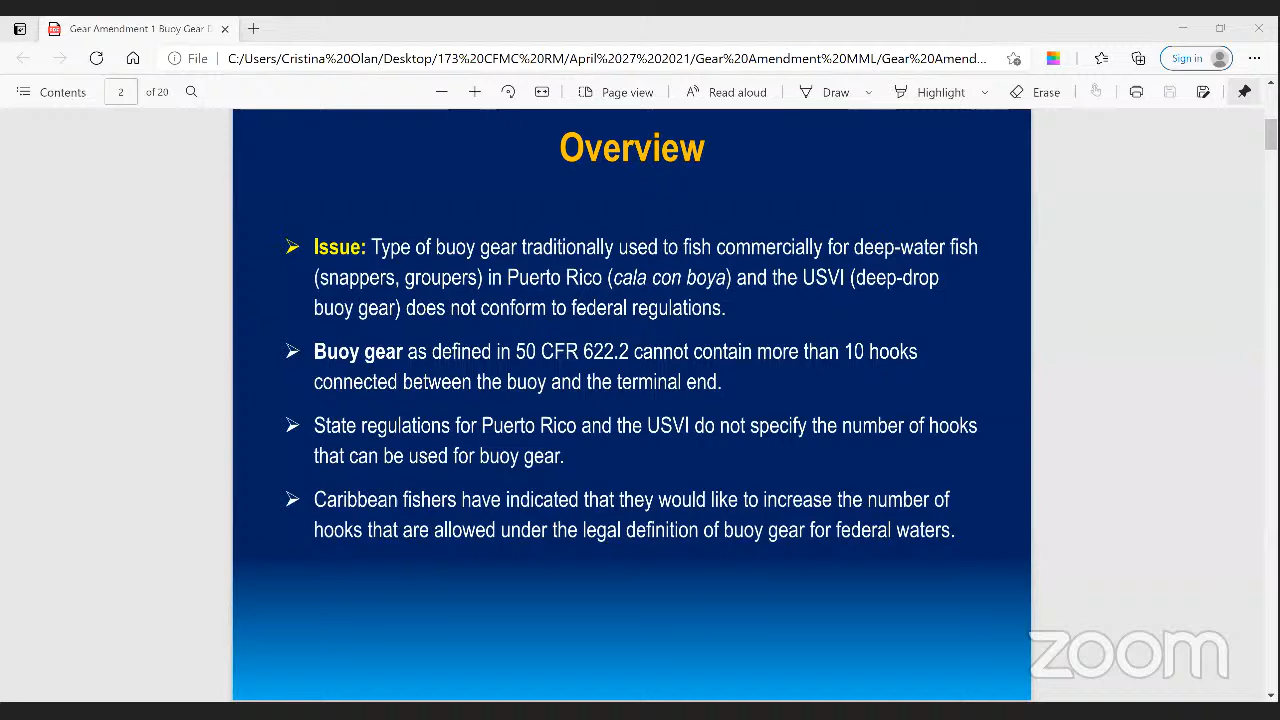 Gear Amendment 1 Buoy Gear
File
C:/Users/Cristina%20Olan/Desktop/173%20CFMC%20RM/April%207%202021/Gear%20Amendment%20MML/Gear%20Amend...
Sign in
Contents
2
of 20
Page view
Read aloud
Draw
Highlight
Erase
Overview
Issue: Type of buoy gear traditionally used to fish commercially for deep-water fish
(snappers, groupers) in Puerto Rico (cala con boya) and the USVI (deep-drop
buoy gear) does not conform to federal regulations.
Buoy gear as defined in 50 CFR 622.2 cannot contain more than 10 hooks
connected between the buoy and the terminal end.
State regulations for Puerto Rico and the USVI do not specify the number of hooks
that can be used for buoy gear.
Caribbean fishers have indicated that they would like to increase the number of
hooks that are allowed under the legal definition of buoy gear for federal waters.
zoom